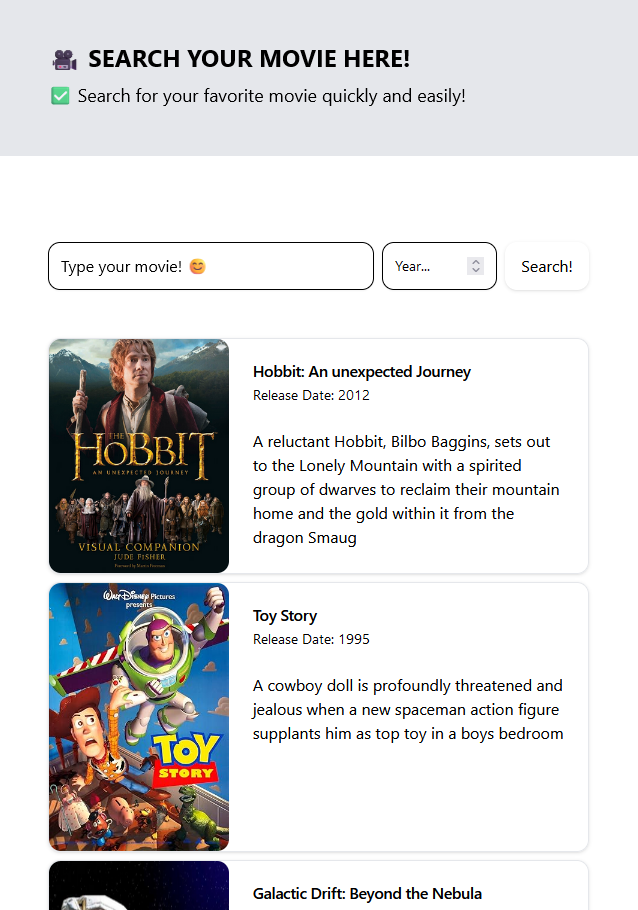 🎥 SEARCH YOUR MOVIE HERE!
✅ Search for your favorite movie quickly and easily!
Type your movie! 😊
Year...
Search!
THE
HOBBIT
AN UNEXPECTED JOURNEY
VISUAL COMPANION
JUDE FISHER
Hobbit: An unexpected Journey
Release Date: 2012
A reluctant Hobbit, Bilbo Baggins, sets out
to the Lonely Mountain with a spirited
group of dwarves to reclaim their mountain
home and the gold within it from the
dragon Smaug
Walt Disney Pictures
presents
TOY
STORY
Toy Story
Release Date: 1995
A cowboy doll is profoundly threatened and
jealous when a new spaceman action figure
supplants him as top toy in a boys bedroom
Galactic Drift: Beyond the Nebula